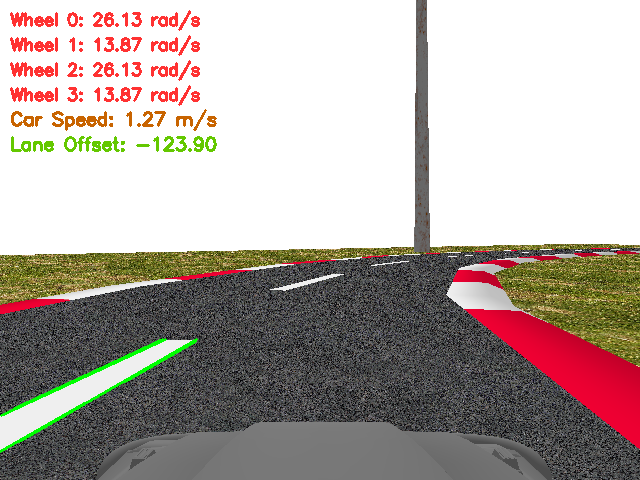 Wheel 0: 26.13 rad/s
Wheel 1: 13.87 rad/s
Wheel 2: 26.13 rad/s
Wheel 3: 13.87 rad/s
Car Speed: 1.27 m/s
Lane Offset: -123.90